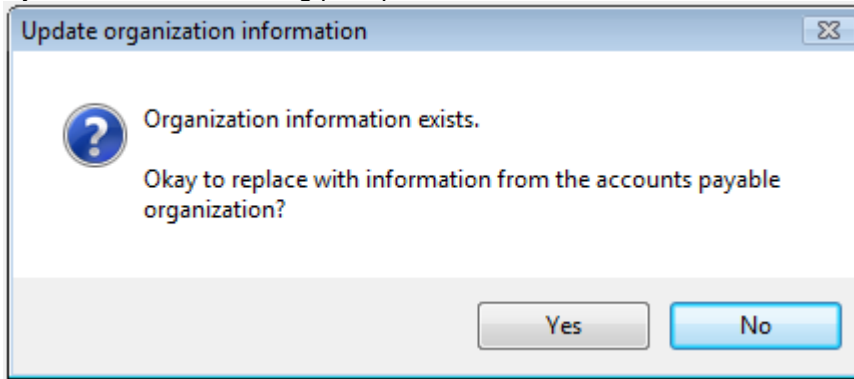 Update organization information
Organization information exists.
Okay to replace with information from the accounts payable
organization?
Yes
No